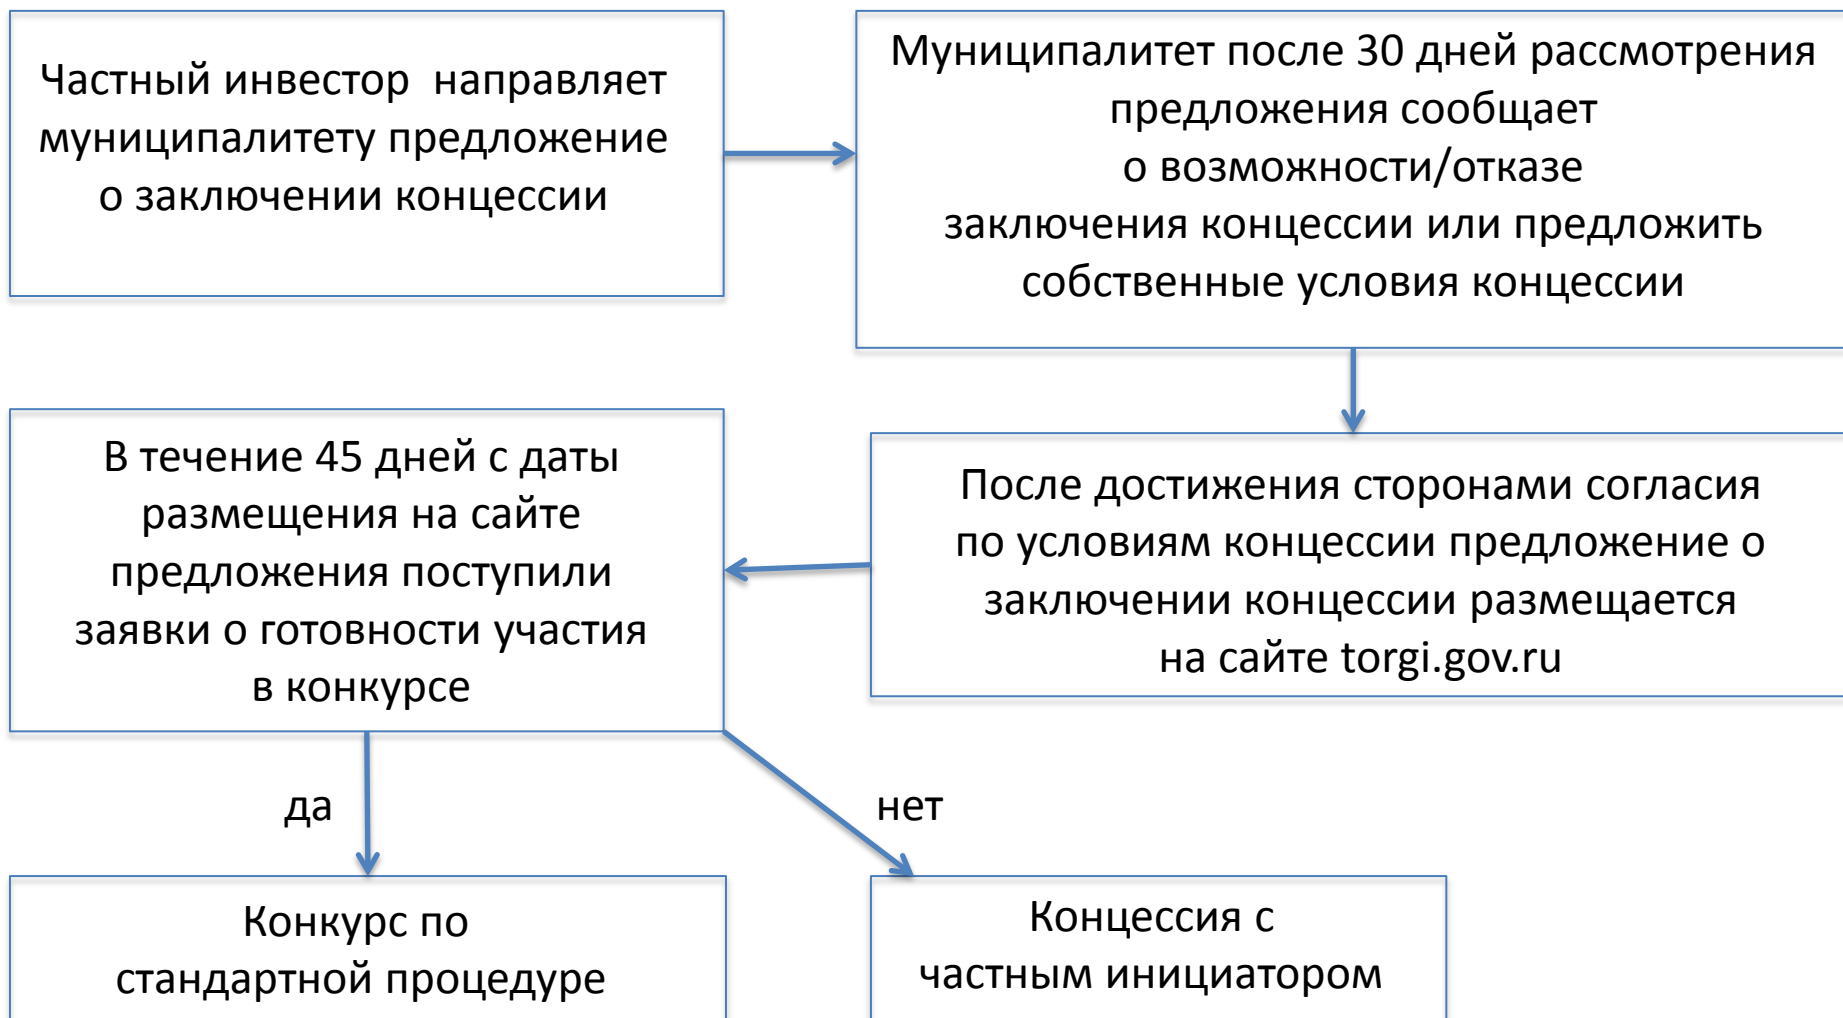 Частный инвестор направляет
муниципалитету предложение
о заключении концессии
Муниципалитет после 30 дней рассмотрения
предложения сообщает
о возможности/отказе
заключения концессии или предложить
собственные условия концессии
После достижения сторонами согласия
по условиям концессии предложение о
заключении концессии размещается
на сайте torgi.gov.ru
В течение 45 дней с даты
размещения на сайте
предложения поступили
заявки о готовности участия
в конкурсе
да
нет
Конкурс по
стандартной процедуре
Концессия с
частным инициатором